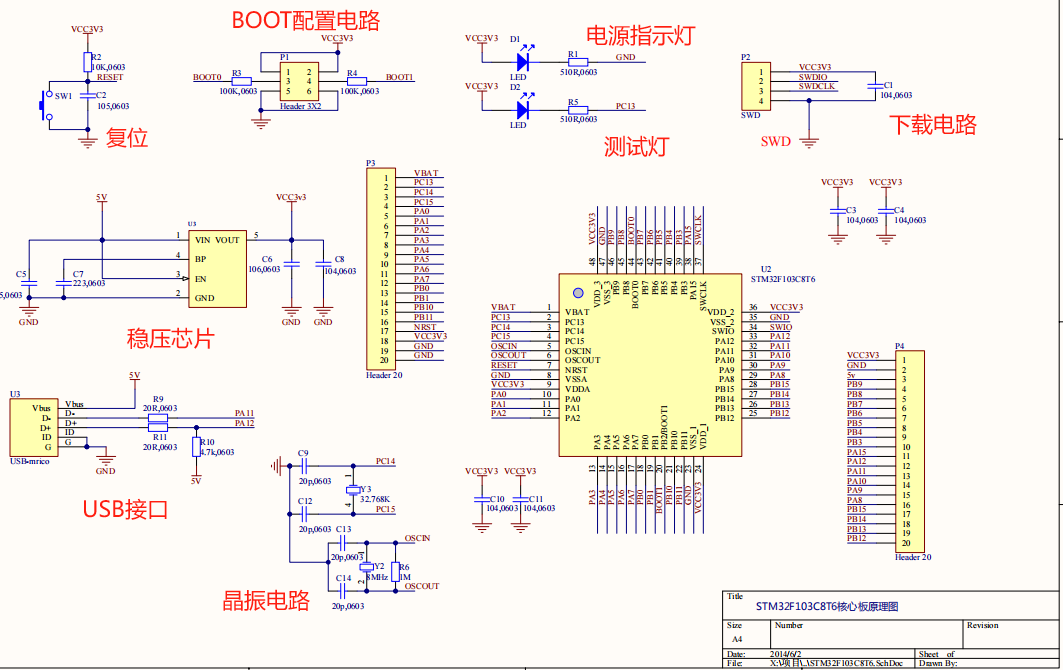 BOOT配置电路
VCC3V3
R2
10K,0603
RESET
SW1
C2
105,0603
复位
VCC3V3
P1
BOOT0
R3
100K,0603
1 2
3 4
5 6
Header 3X2
R4
100K,0603
BOOT1
电源指示灯
VCC3V3
D1
LED
R1
510R,0603
GND
VCC3V3
D2
LED
R5
510R,0603
PC13
测试灯
P2
1
2
3
4
SWD
VCC3V3
SWDIO
SWDCLK
C1
104,0603
SWD
下载电路
VCC3V3
C3
104,0603
VCC3V3
C4
104,0603
5V
U3
1
4
3
2
VIN VOUT
BP
EN
GND
5
VCC3v3
C5
5,0603
GND
C7
223,0603
C6
106,0603
GND
C8
104,0603
GND
稳压芯片
P3
1 VBAT
2 PC13
3 PC14
4 PC15
5 PA0
6 PA1
7 PA2
8 PA3
9 PA4
10 PA5
11 PA6
12 PA7
13 PB0
14 PB1
15 PB10
16 PB11
17 NRST
18 VCC3V3
19 GND
20 GND
Header 20
U3
Vbus
D-
D+
ID
G
USB-mrico
Vbus
D-
D+
ID
G
5V
R9
20R,0603
R11
20R,0603
PA11
PA12
R10
4.7k,0603
5V
GND
USB接口
C9
20p,0603
PC14
1
Y3
32.768K
4
C12
20p,0603
PC15
C13
20p,0603
OSCIN
1
Y2
8MHz
2
R6
1M
C14
20p,0603
OSCOUT
晶振电路
U2
STM32F103C8T6
VCC3V3 48 VDD_3
GND 47 VSS_3
PB9 46 PB9
PB8 45 PB8
BOOT0 44 BOOT0
PB7 43 PB7
PB6 42 PB6
PB5 41 PB5
PB4 40 PB4
PB3 39 PB3
PA15 38 PA15
SWCLK 37 SWCLK
VBAT 1 VBAT
PC13 2 PC13
PC14 3 PC14
PC15 4 PC15
OSCIN 5 OSCIN
OSCOUT 6 OSCOUT
RESET 7 NRST
GND 8 VSSA
VCC3V3 9 VDDA
PA0 10 PA0
PA1 11 PA1
PA2 12 PA2
VDD_2 36 VCC3V3
VSS_2 35 GND
SWIO 34 SWIO
PA12 33 PA12
PA11 32 PA11
PA10 31 PA10
PA9 30 PA9
PA8 29 PA8
PB15 28 PB15
PB14 27 PB14
PB13 26 PB13
PB12 25 PB12
PA3 13 PA3
PA4 14 PA4
PA5 15 PA5
PA6 16 PA6
PA7 17 PA7
PB0 18 PB0
PB1 19 PB1
PB2/BOOT1 20 BOOT1
PB10 21 PB10
PB11 22 PB11
VSS_1 23 GND
VDD_1 24 VCC3V3
VCC3V3
C10
104,0603
VCC3V3
C11
104,0603
P4
VCC3V3 1
GND 2
5v 3
PB9 4
PB8 5
PB7 6
PB6 7
PB5 8
PB4 9
PB3 10
PA15 11
PA12 12
PA11 13
PA10 14
PA9 15
PA8 16
PB15 17
PB14 18
PB13 19
PB12 20
Header 20
Title
STM32F103C8T6核心板原理图
Size
A4
Number
Revision
Date: 2014/6/2
Sheet of
File: X:\项目\..\STM32F103C8T6.SchDoc
Drawn By: